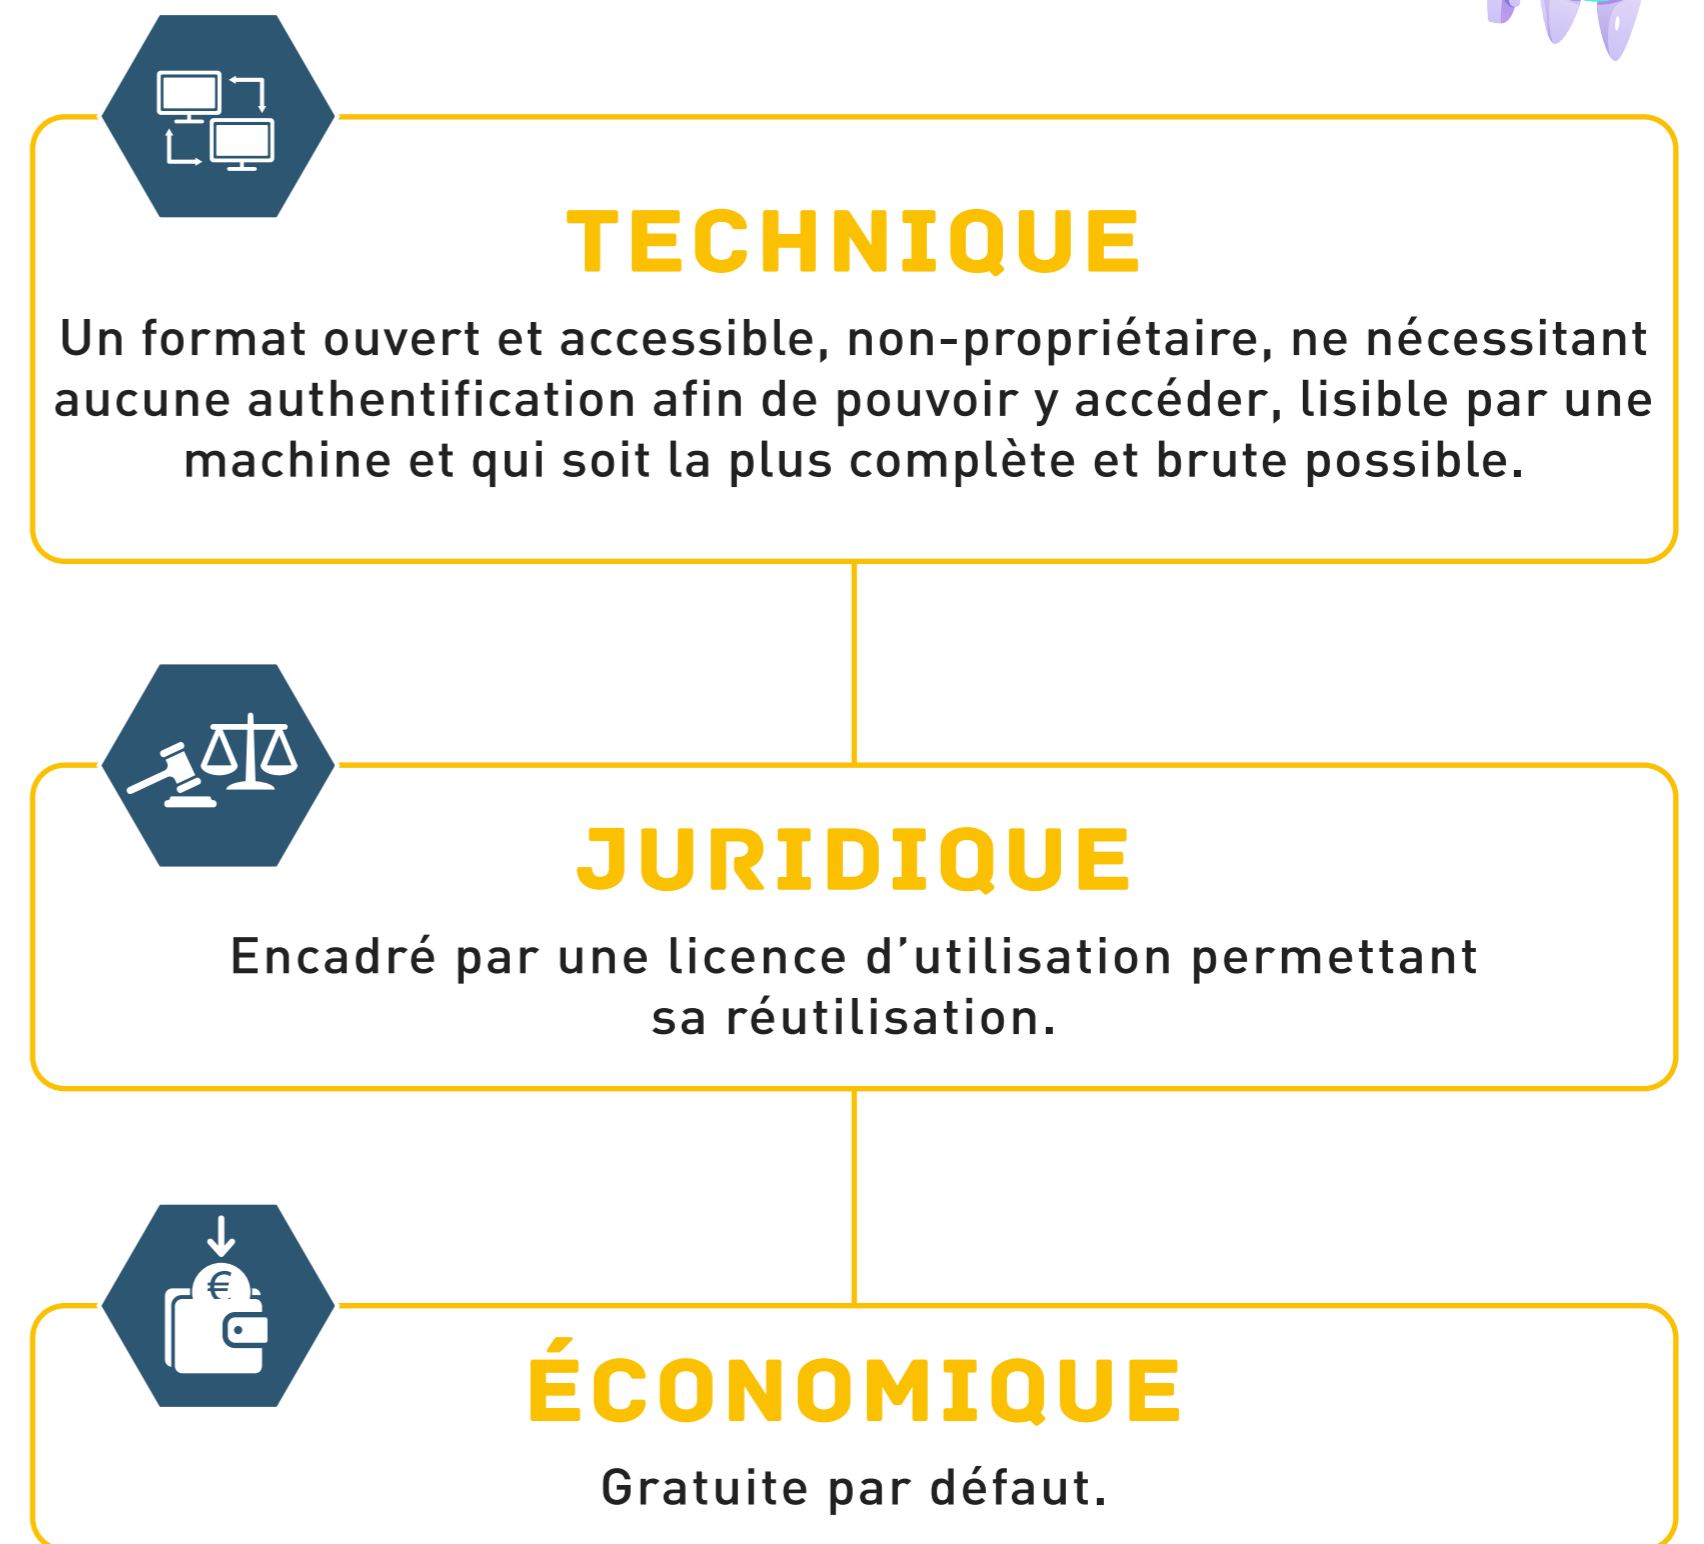 TECHNIQUE
Un format ouvert et accessible, non-propriétaire, ne nécessitant
aucune authentification afin de pouvoir y accéder, lisible par une
machine et qui soit la plus complète et brute possible.
JURIDIQUE
Encadré par une licence d’utilisation permettant
sa réutilisation.
€
ÉCONOMIQUE
Gratuite par défaut.